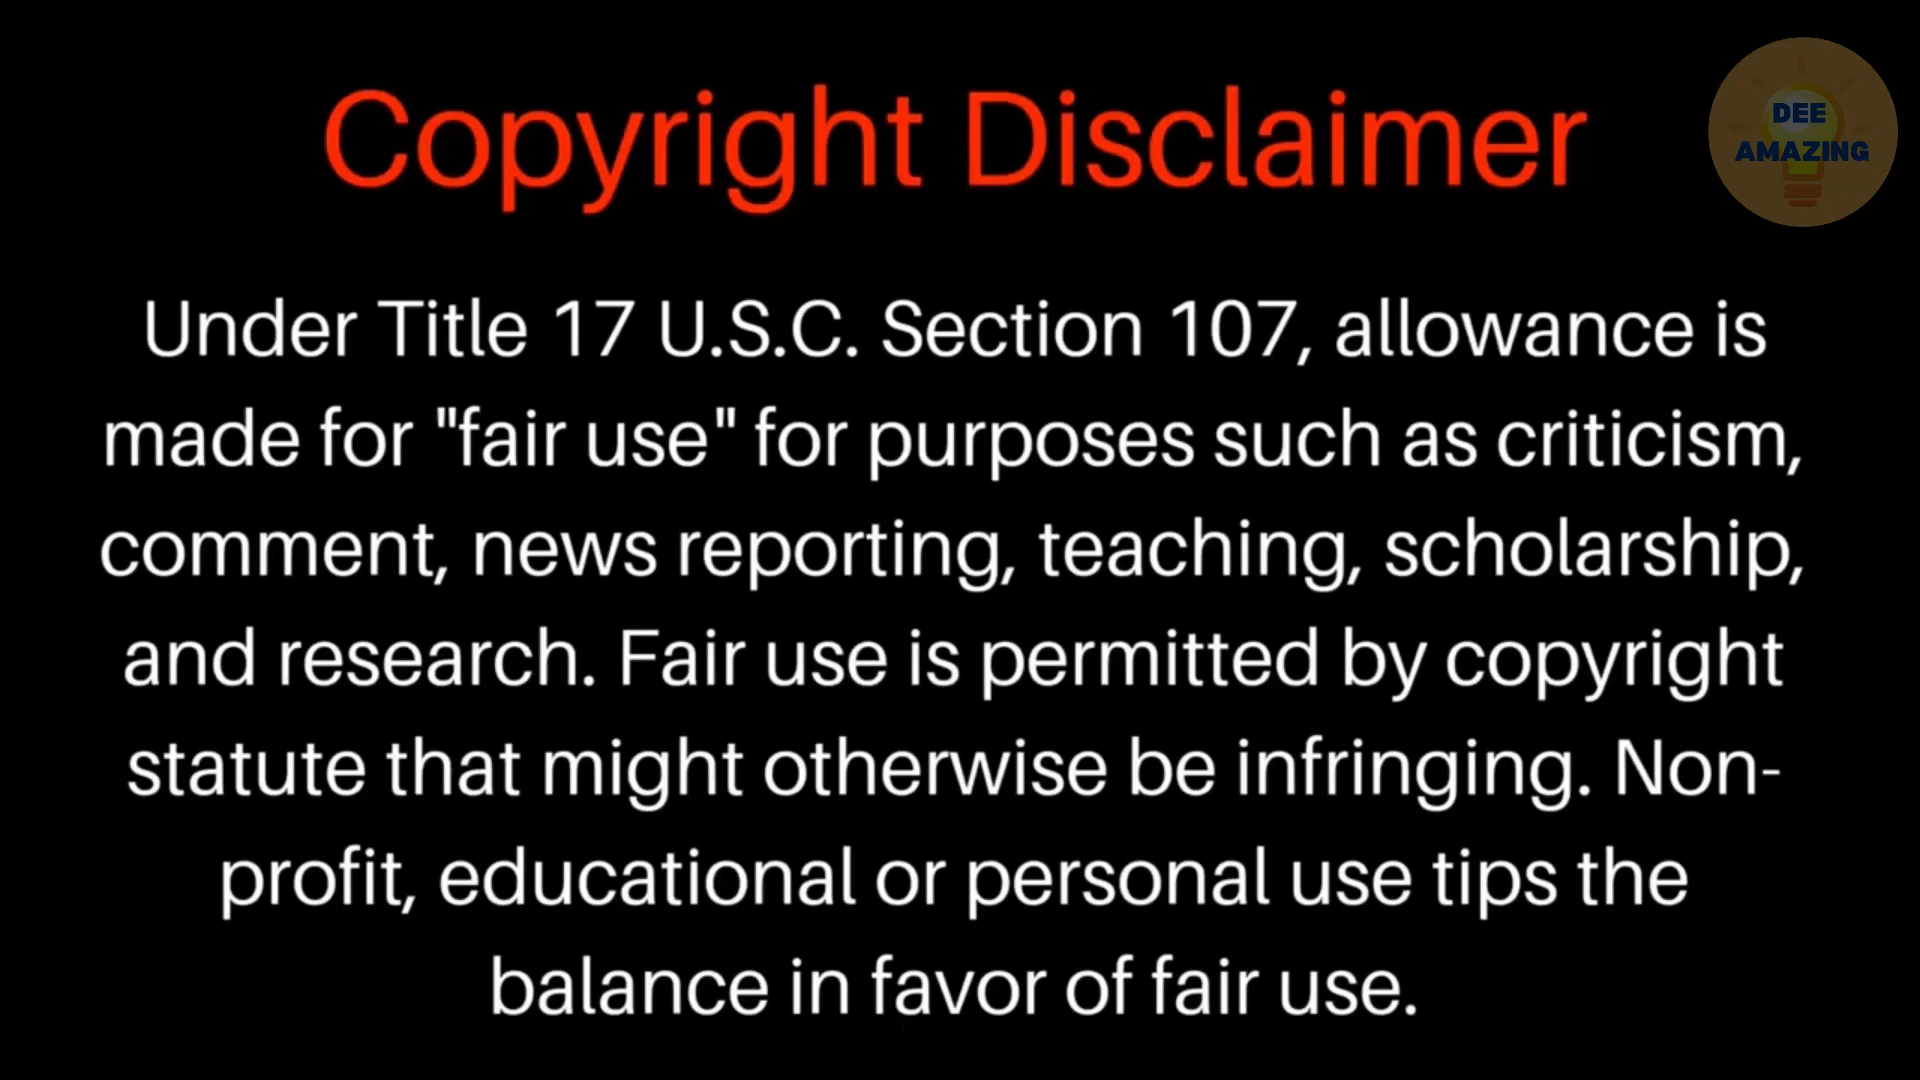 Copyright Disclaimer
DEE
AMAZING
Under Title 17 U.S.C. Section 107, allowance is
made for "fair use" for purposes such as criticism,
comment, news reporting, teaching, scholarship,
and research. Fair use is permitted by copyright
statute that might otherwise be infringing. Non-
profit, educational or personal use tips the
balance in favor of fair use.